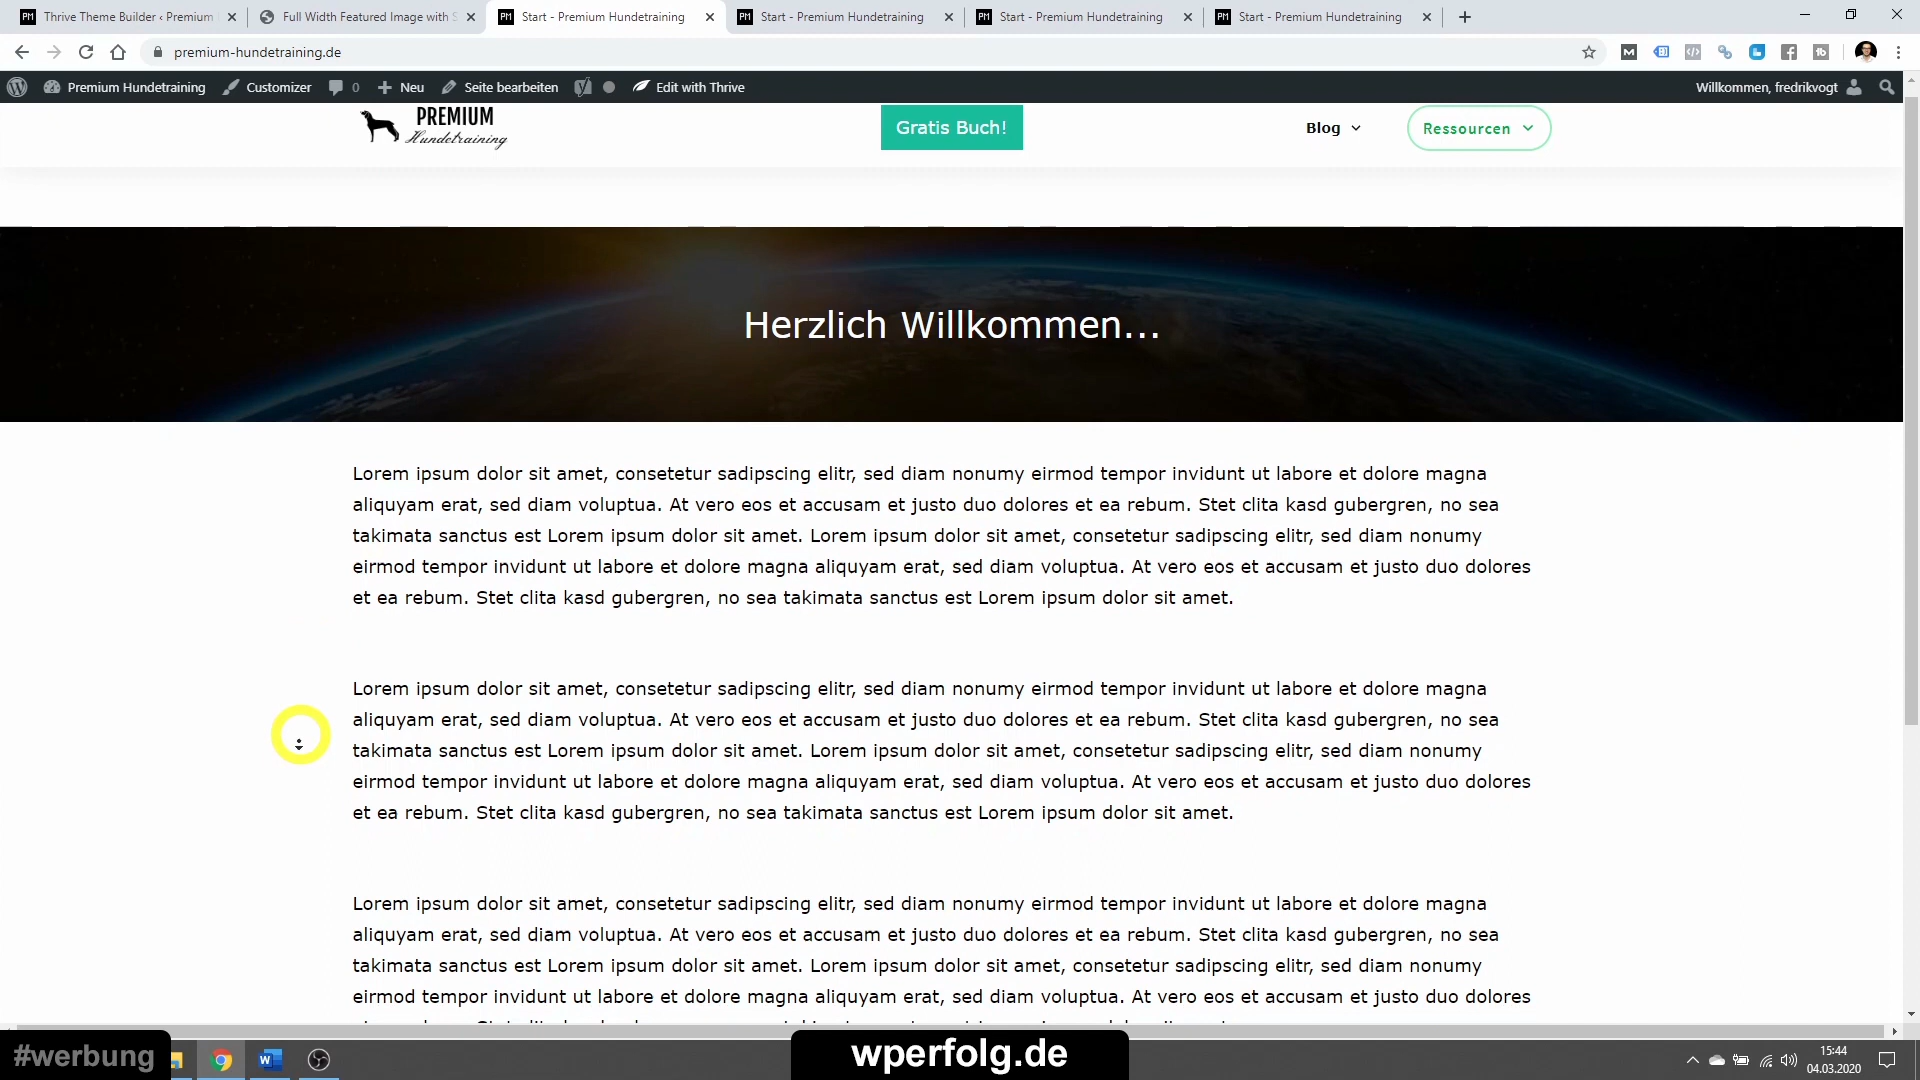 Thrive Theme Builder ‹ Premium
Full Width Featured Image with S
Start - Premium Hundetraining
Start - Premium Hundetraining
Start - Premium Hundetraining
Start - Premium Hundetraining
premium-hundetraining.de
Premium Hundetraining
Customizer
0
Neu
Seite bearbeiten
Edit with Thrive
Willkommen, fredrikvogt
PREMIUM
Hundetraining
Gratis Buch!
Blog
Ressourcen
Herzlich Willkommen...
Lorem ipsum dolor sit amet, consetetur sadipscing elitr, sed diam nonumy eirmod tempor invidunt ut labore et dolore magna
aliquyam erat, sed diam voluptua. At vero eos et accusam et justo duo dolores et ea rebum. Stet clita kasd gubergren, no sea
takimata sanctus est Lorem ipsum dolor sit amet. Lorem ipsum dolor sit amet, consetetur sadipscing elitr, sed diam nonumy
eirmod tempor invidunt ut labore et dolore magna aliquyam erat, sed diam voluptua. At vero eos et accusam et justo duo dolores
et ea rebum. Stet clita kasd gubergren, no sea takimata sanctus est Lorem ipsum dolor sit amet.
Lorem ipsum dolor sit amet, consetetur sadipscing elitr, sed diam nonumy eirmod tempor invidunt ut labore et dolore magna
aliquyam erat, sed diam voluptua. At vero eos et accusam et justo duo dolores et ea rebum. Stet clita kasd gubergren, no sea
takimata sanctus est Lorem ipsum dolor sit amet. Lorem ipsum dolor sit amet, consetetur sadipscing elitr, sed diam nonumy
eirmod tempor invidunt ut labore et dolore magna aliquyam erat, sed diam voluptua. At vero eos et accusam et justo duo dolores
et ea rebum. Stet clita kasd gubergren, no sea takimata sanctus est Lorem ipsum dolor sit amet.
Lorem ipsum dolor sit amet, consetetur sadipscing elitr, sed diam nonumy eirmod tempor invidunt ut labore et dolore magna
aliquyam erat, sed diam voluptua. At vero eos et accusam et justo duo dolores et ea rebum. Stet clita kasd gubergren, no sea
takimata sanctus est Lorem ipsum dolor sit amet. Lorem ipsum dolor sit amet, consetetur sadipscing elitr, sed diam nonumy
eirmod tempor invidunt ut labore et dolore magna aliquyam erat, sed diam voluptua. At vero eos et accusam et justo duo dolores
#werbung
wperfolg.de
15:44
04.03.2020